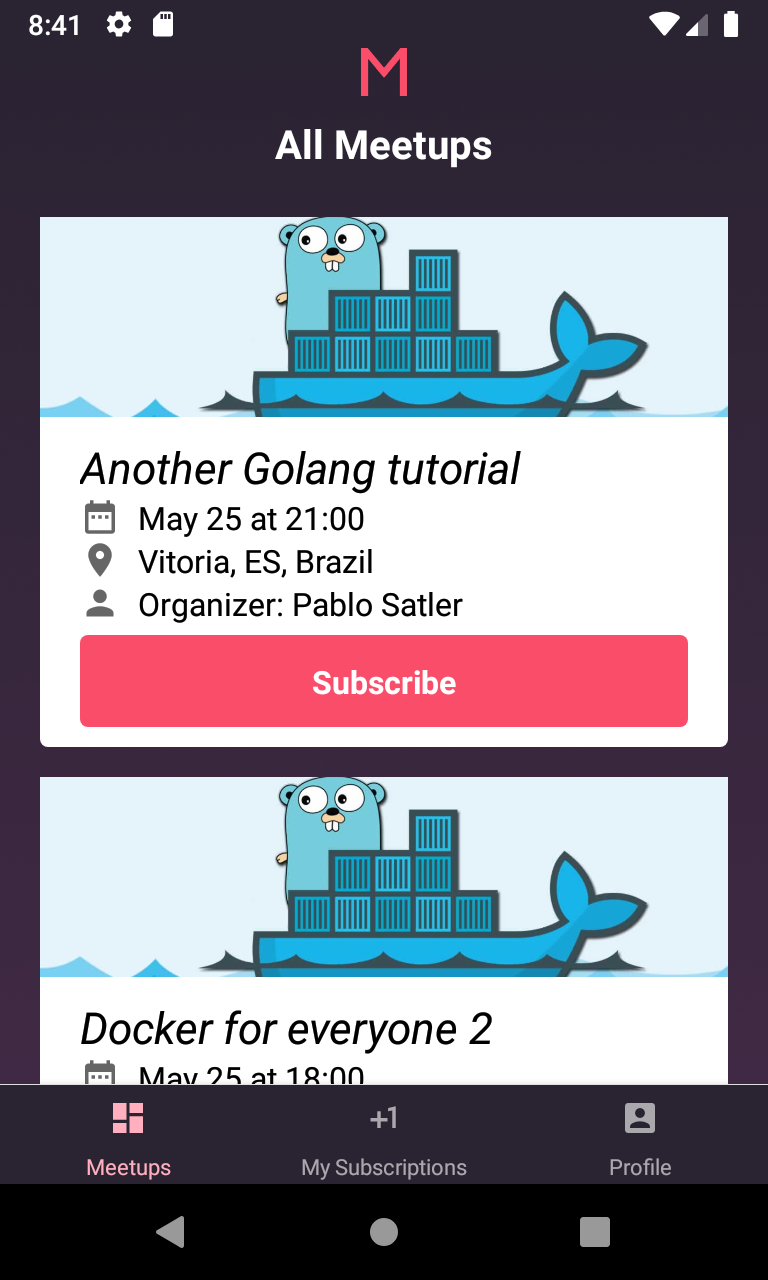 8:41
M
All Meetups
Another Golang tutorial
May 25 at 21:00
Vitoria, ES, Brazil
Organizer: Pablo Satler
Subscribe
Docker for everyone 2
May 25 at 18:00
+1
Meetups
My Subscriptions
Profile